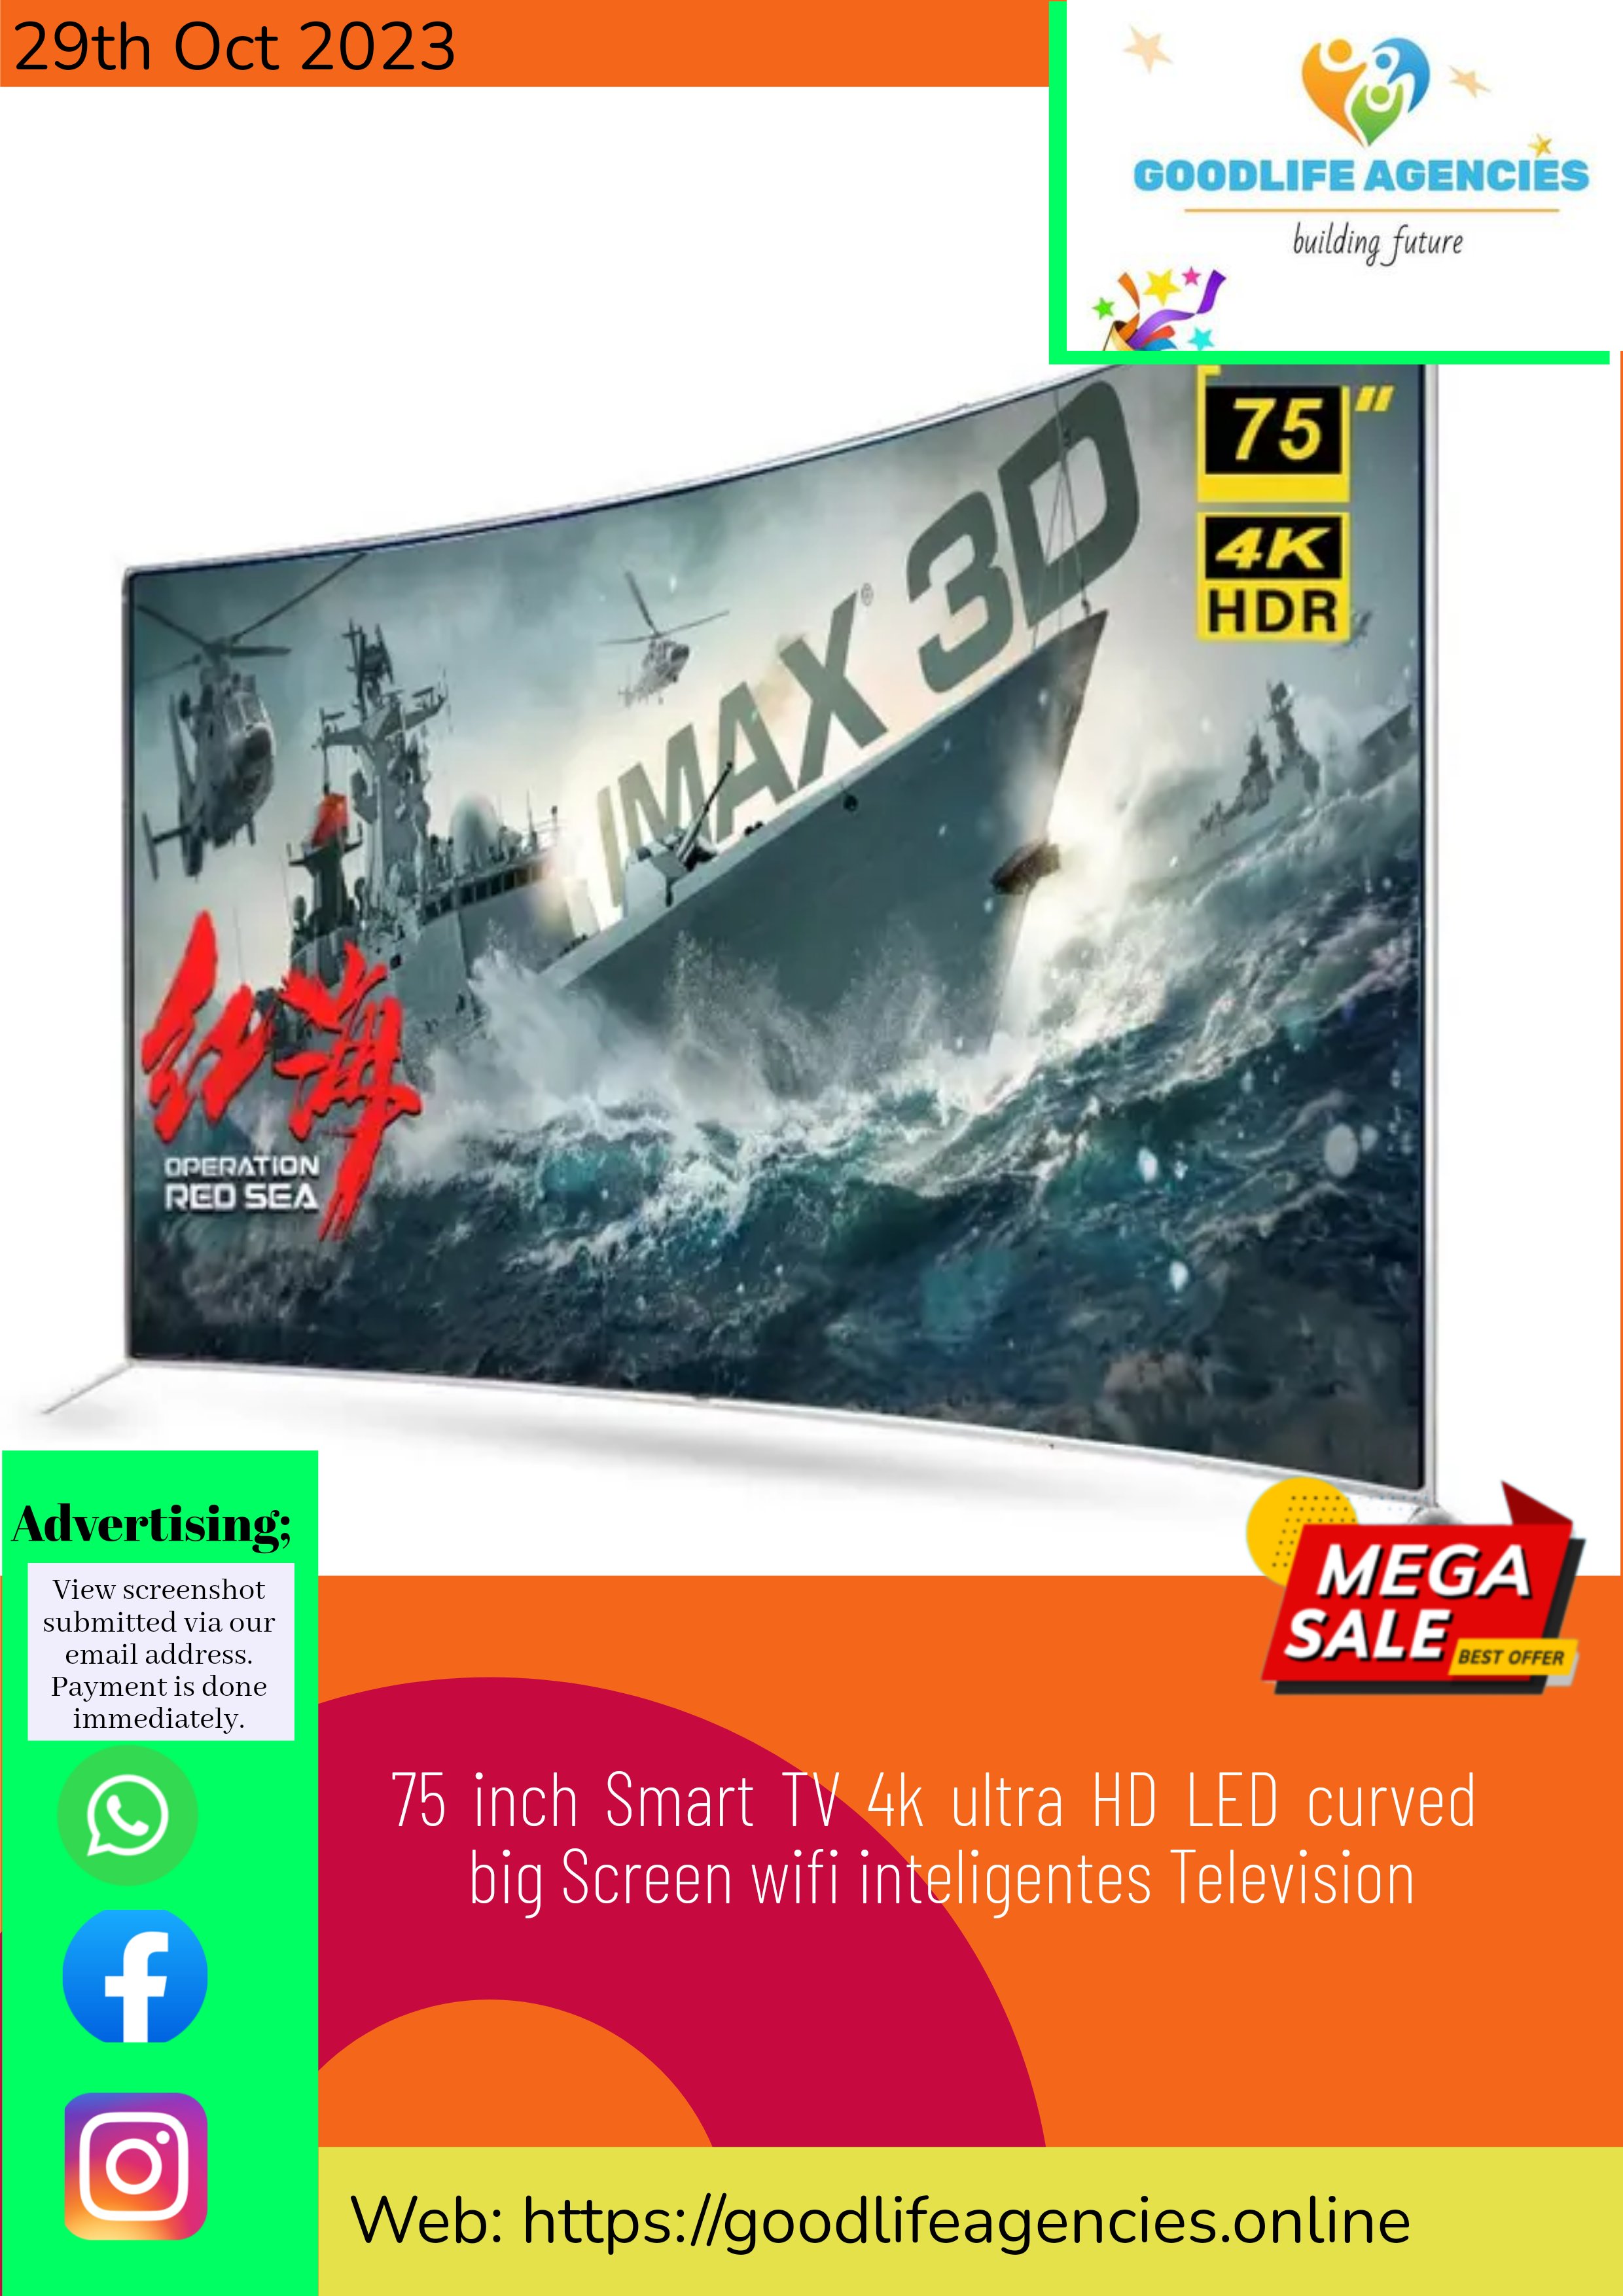 29th Oct 2023
GOODLIFE AGENCIES
building future
75"
4K
HDR
IMAX® 3D
红海
OPERATION
RED SEA
Advertising;
View screenshot
submitted via our
email address.
Payment is done
immediately.
MEGA
SALE
BEST OFFER
75 inch Smart TV 4k ultra HD LED curved
big Screen wifi inteligentes Television
Web: https://goodlifeagencies.online